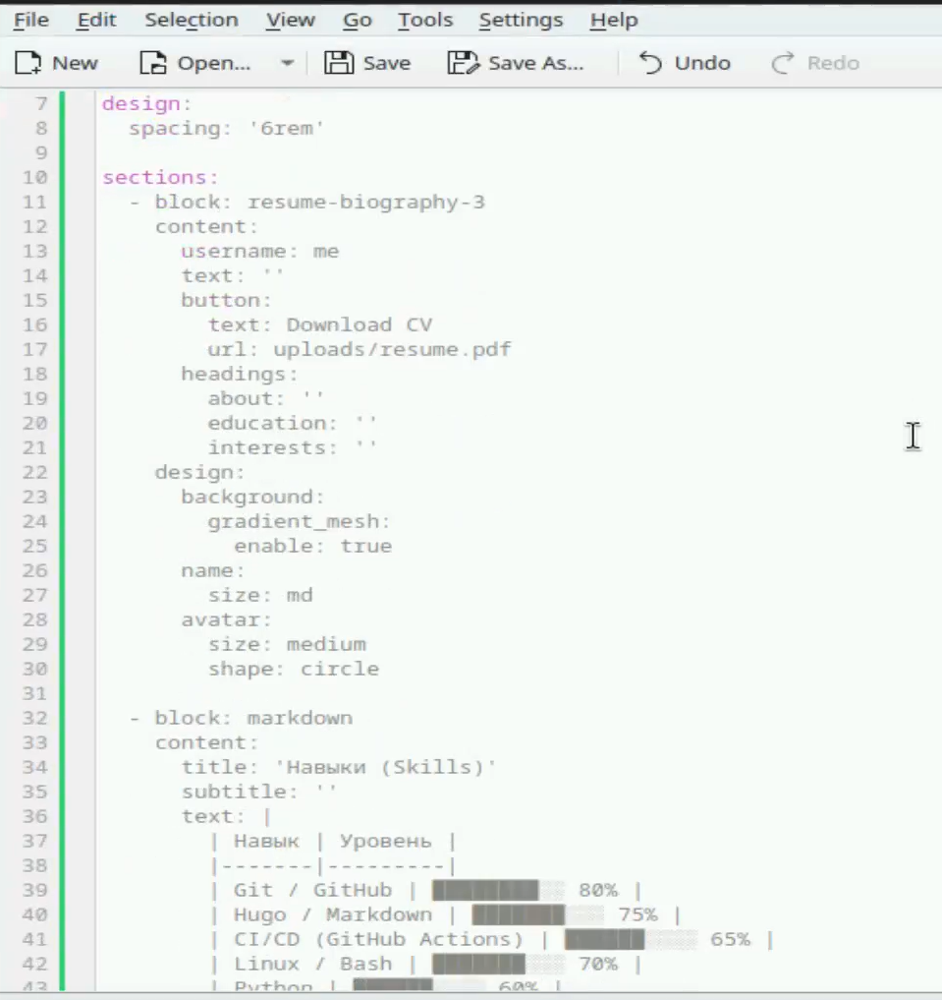 File Edit Selection View Go Tools Settings Help
New Open... Save Save As... Undo Redo
7 design:
8   spacing: '6rem'
9
10 sections:
11   - block: resume-biography-3
12     content:
13       username: me
14       text: ''
15       button:
16         text: Download CV
17         url: uploads/resume.pdf
18       headings:
19         about: ''
20         education: ''
21         interests: ''
22     design:
23       background:
24         gradient_mesh:
25           enable: true
26       name:
27         size: md
28       avatar:
29         size: medium
30         shape: circle
31
32   - block: markdown
33     content:
34       title: 'Навыки (Skills)'
35       subtitle: ''
36       text: |
37         | Навык | Уровень |
38         |-------|---------|
39         | Git / GitHub | ████████░░ 80% |
40         | Hugo / Markdown | ███████░░░ 75% |
41         | CI/CD (GitHub Actions) | ██████░░░░ 65% |
42         | Linux / Bash | ███████░░░ 70% |
43         | Python | ██████░░░░ 60% |